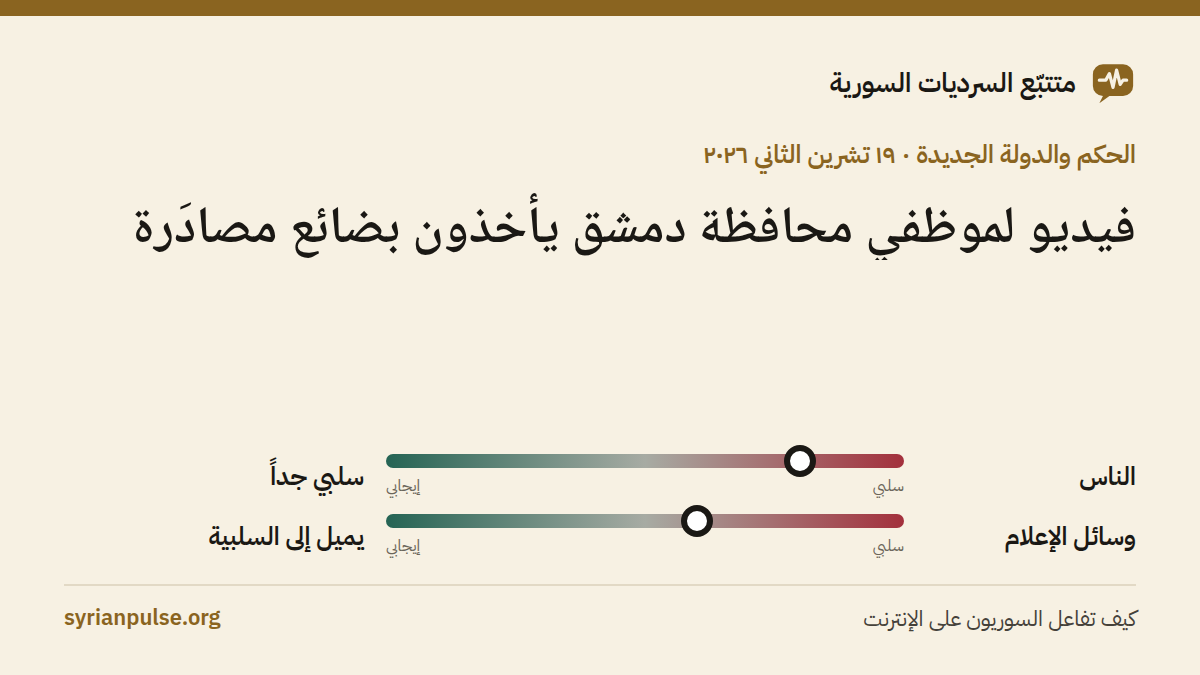 متتبّع السرديات السورية
الحكم والدولة الجديدة · ١٩ تشرين الثاني ٢٠٢٦
فيديو لموظفي محافظة دمشق يأخذون بضائع مصادَرة
الناس
سلبي
إيجابي
سلبي جداً
وسائل الإعلام
سلبي
إيجابي
يميل إلى السلبية
كيف تفاعل السوريون على الإنترنت
syrianpulse.org